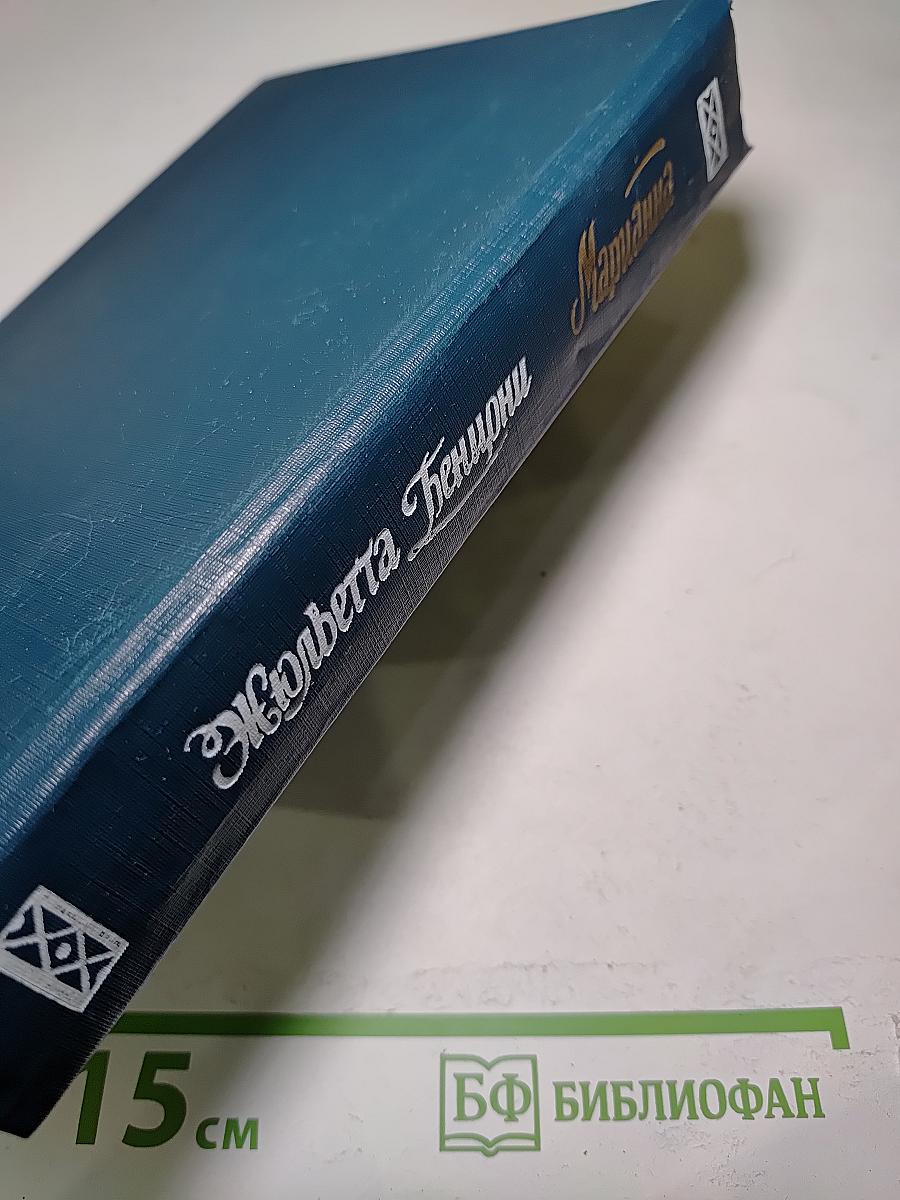 Жюльетта Бенцони
Марианна
15 см
БФ БИБЛИОФАН